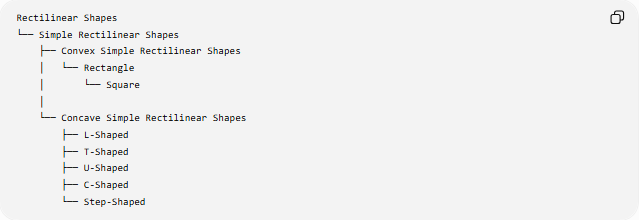 Rectilinear Shapes
└── Simple Rectilinear Shapes
    ├── Convex Simple Rectilinear Shapes
    │   └── Rectangle
    │       └── Square
    │
    └── Concave Simple Rectilinear Shapes
        ├── L-Shaped
        ├── T-Shaped
        ├── U-Shaped
        ├── C-Shaped
        └── Step-Shaped